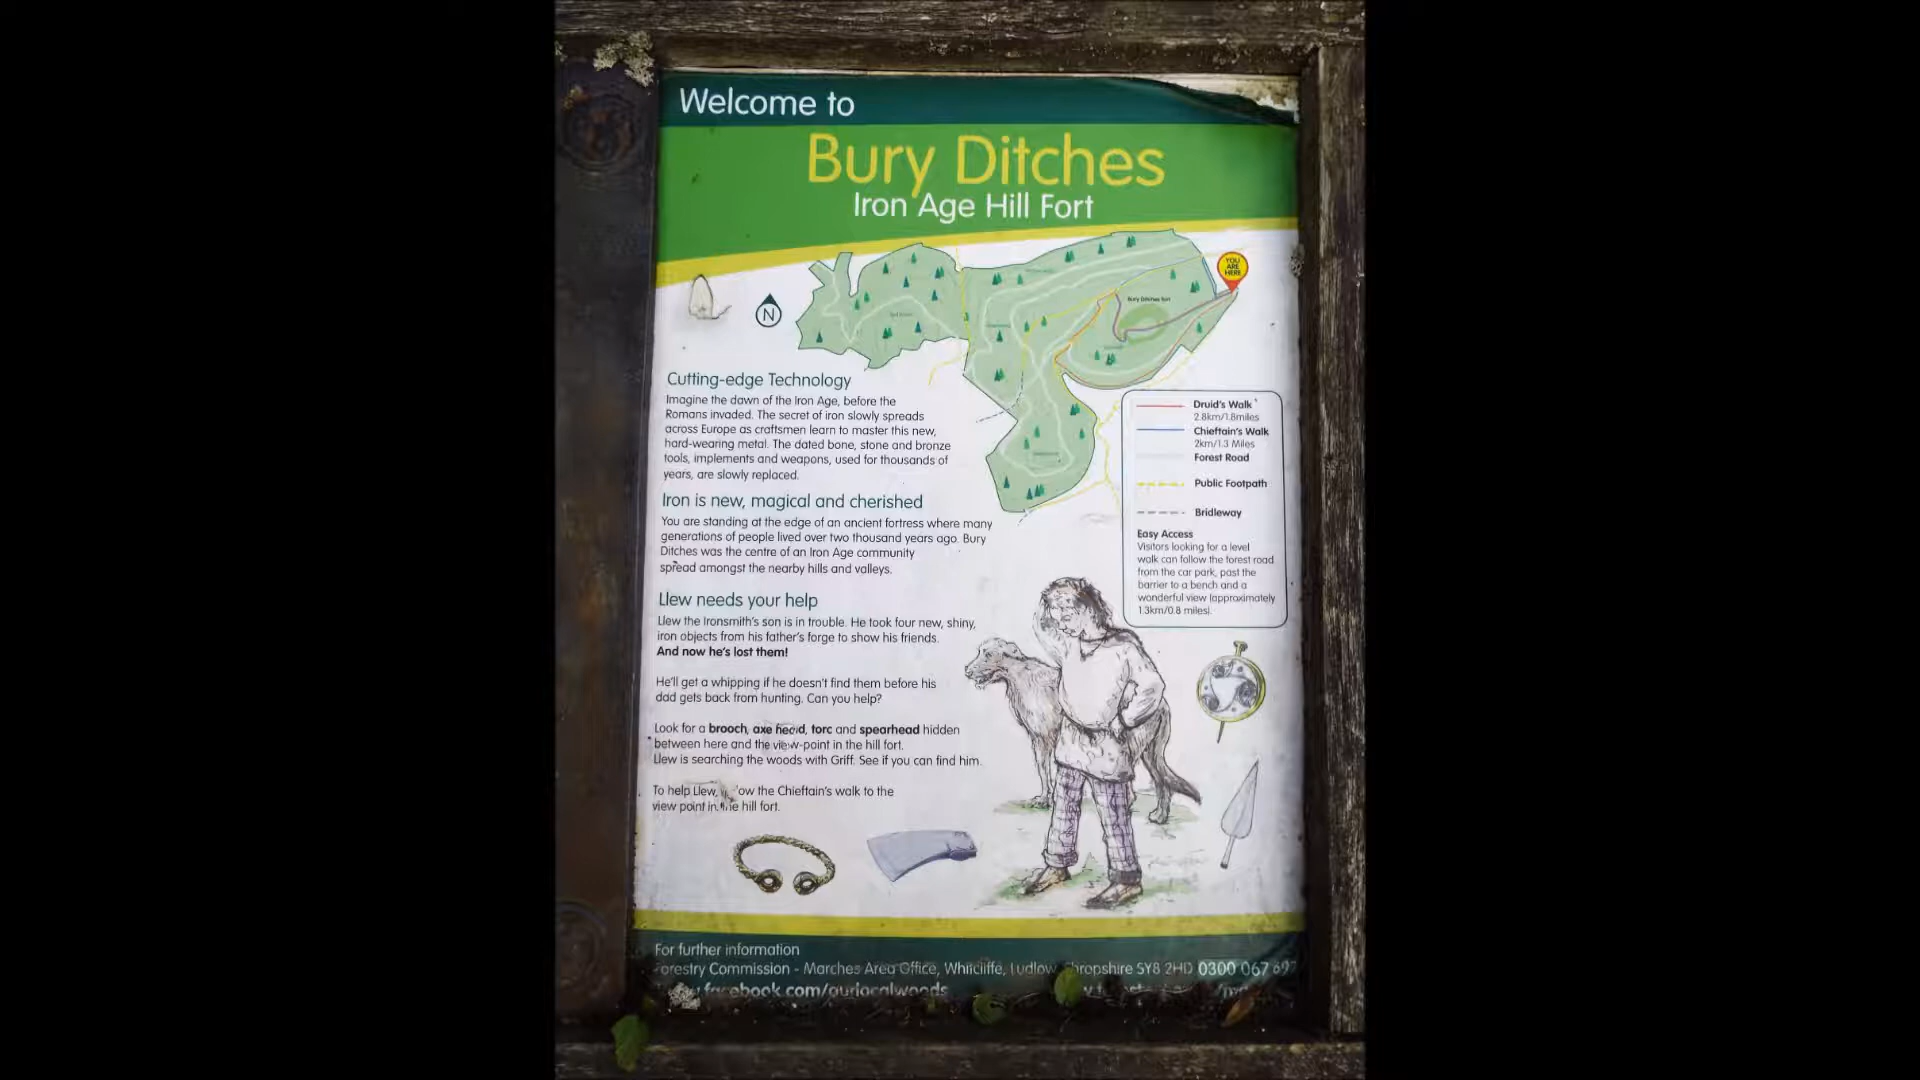 Welcome to
Bury Ditches
Iron Age Hill Fort
YOU
ARE
HERE
Bury Ditches fort
N
Cutting-edge Technology
Imagine the dawn of the Iron Age, before the
Romans invaded. The secret of iron slowly spreads
across Europe as craftsmen learn to master this new,
hard-wearing metal. The dated bone, stone and bronze
tools, implements and weapons, used for thousands of
years, are slowly replaced.
Iron is new, magical and cherished
You are standing at the edge of an ancient fortress where many
generations of people lived over two thousand years ago. Bury
Ditches was the centre of an Iron Age community
spread amongst the nearby hills and valleys.
Llew needs your help
Llew the Ironsmith's son is in trouble. He took four new, shiny,
iron objects from his father's forge to show his friends.
And now he's lost them!
He'll get a whipping if he doesn't find them before his
dad gets back from hunting. Can you help?
Look for a brooch, axe head, torc and spearhead hidden
between here and the view-point in the hill fort.
Llew is searching the woods with Griff. See if you can find him.
To help Llew, ow the Chieftain's walk to the
view point in the hill fort.
Druid's Walk
2.8km/1.8miles
Chieftain's Walk
2km/1.3 Miles
Forest Road
Public Footpath
Bridleway
Easy Access
Visitors looking for a level
walk can follow the forest road
from the car park, past the
barrier to a bench and a
wonderful view (approximately
1.3km/0.8 miles).
For further information
orestry Commission - Marches Area Office, Whitcliffe, Ludlow hropshire SY8 2HD 0300 067 697
facebook.com/ourlocalwoods